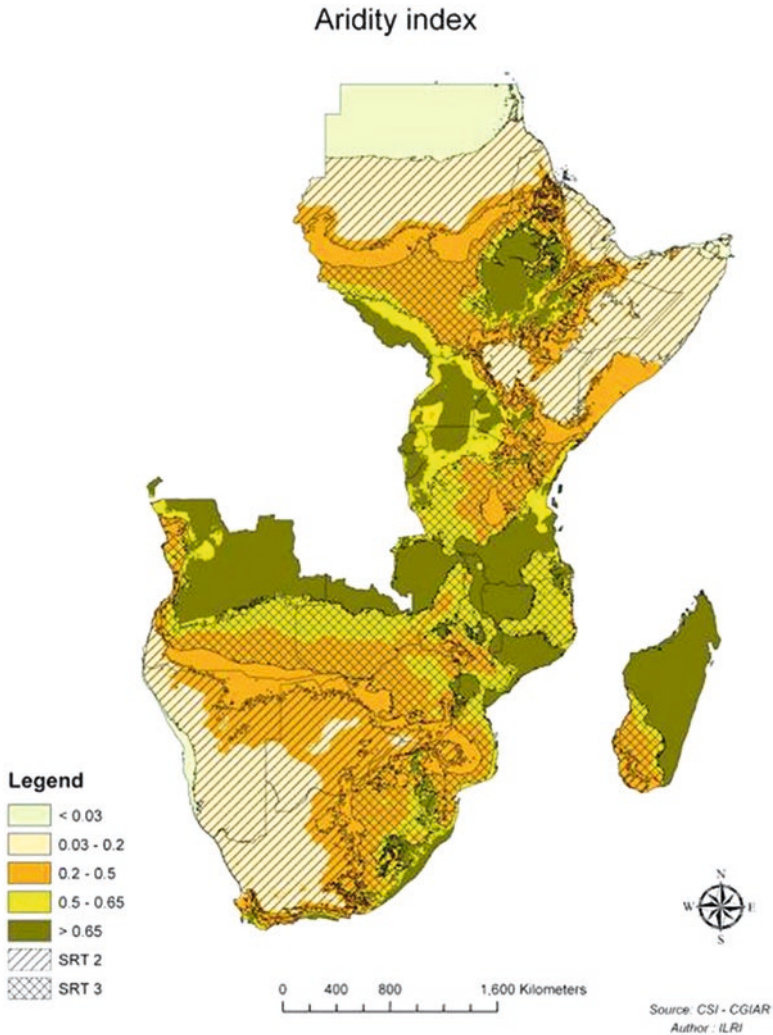 Aridity index
Legend
< 0.03
0.03 - 0.2
0.2 - 0.5
0.5 - 0.65
> 0.65
SRT 2
SRT 3
N
W E
S
0 400 800 1,600 Kilometers
Source: CSI - CGIAR
Author : ILRI